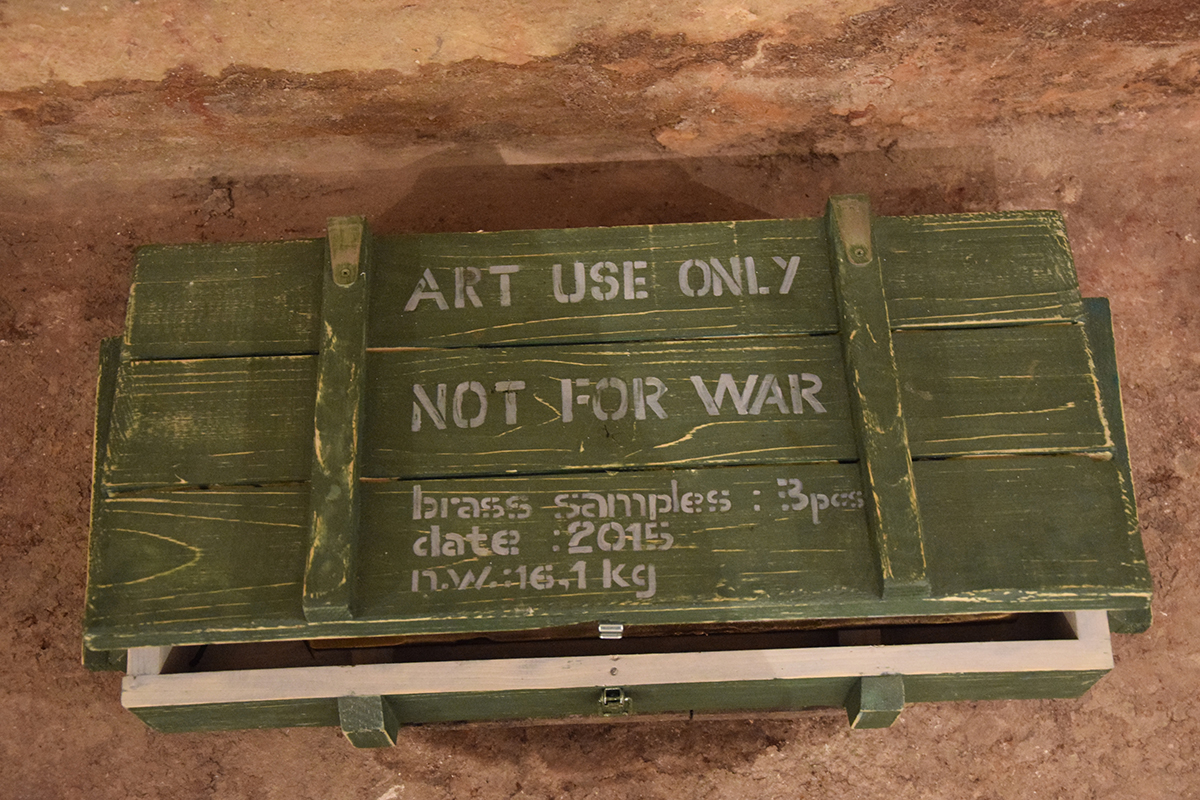 ART USE ONLY
NOT FOR WAR
brass samples : 3pcs
date :2015
n.w.:16,1 kg